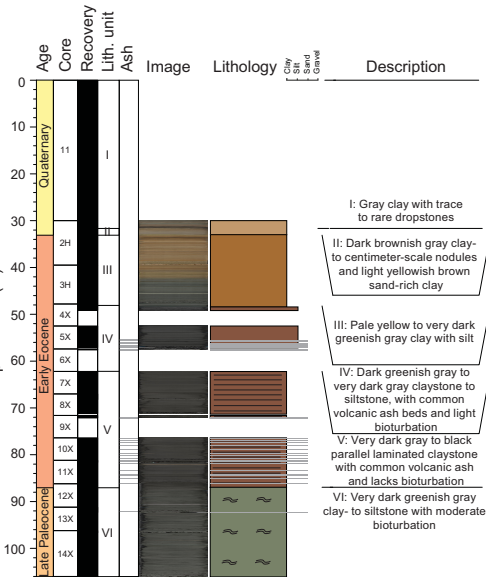 Age
Core
Recovery
Lith. unit
Ash
Image
Lithology
Clay
Silt
Sand
Gravel
Description
0
10
20
30
40
50
60
70
80
90
100
Quaternary
Early Eocene
Late Paleocene
11
2H
3H
4X
5X
6X
7X
8X
9X
10X
11X
12X
13X
14X
I
II
III
IV
V
VI
I: Gray clay with trace
to rare dropstones
II: Dark brownish gray clay-
to centimeter-scale nodules
and light yellowish brown
sand-rich clay
III: Pale yellow to very dark
greenish gray clay with silt
IV: Dark greenish gray to
very dark gray claystone to
siltstone, with common
volcanic ash beds and light
bioturbation
V: Very dark gray to black
parallel laminated claystone
with common volcanic ash
and lacks bioturbation
VI: Very dark greenish gray
clay- to siltstone with moderate
bioturbation